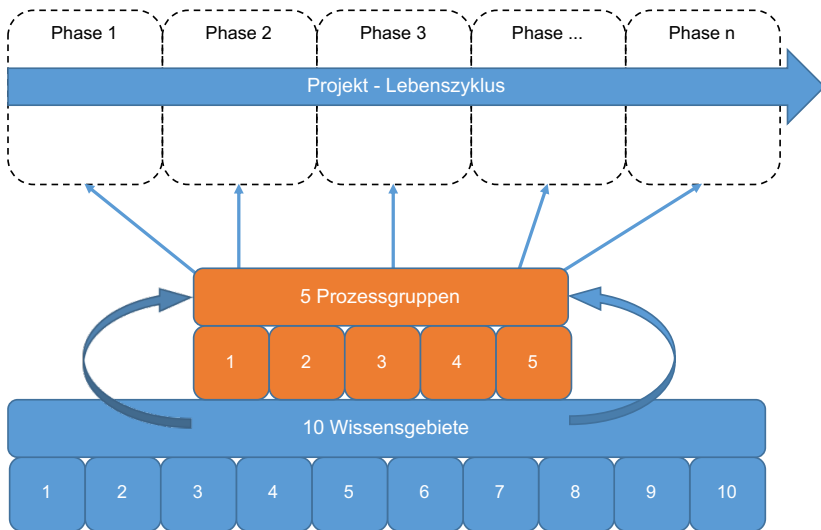 Phase 1 Phase 2 Phase 3 Phase ... Phase n
Projekt - Lebenszyklus
5 Prozessgruppen
1 2 3 4 5
10 Wissensgebiete
1 2 3 4 5 6 7 8 9 10